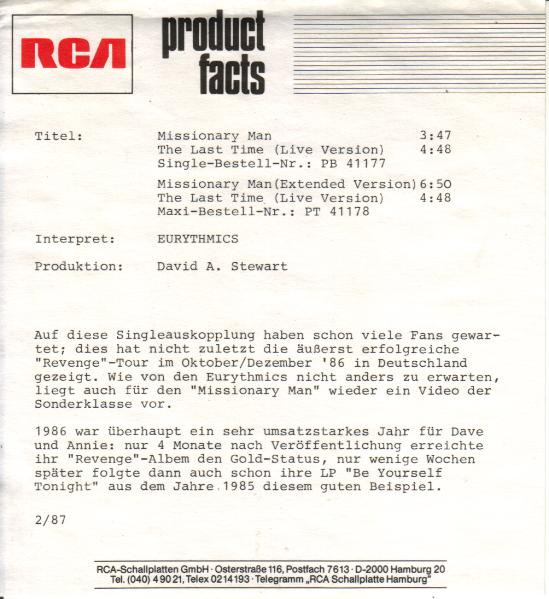 RCA product
facts
Titel: Missionary Man 3:47
The Last Time (Live Version) 4:48
Single-Bestell-Nr.: PB 41177
Missionary Man(Extended Version) 6:50
The Last Time (Live Version) 4:48
Maxi-Bestell-Nr.: PT 41178
Interpret: EURYTHMICS
Produktion: David A. Stewart
Auf diese Singleauskopplung haben schon viele Fans gewar-
tet; dies hat nicht zuletzt die äußerst erfolgreiche
"Revenge"-Tour im Oktober/Dezember '86 in Deutschland
gezeigt. Wie von den Eurythmics nicht anders zu erwarten,
liegt auch für den "Missionary Man" wieder ein Video der
Sonderklasse vor.
1986 war überhaupt ein sehr umsatzstarkes Jahr für Dave
und Annie: nur 4 Monate nach Veröffentlichung erreichte
ihr "Revenge"-Album den Gold-Status, nur wenige Wochen
später folgte dann auch schon ihre LP "Be Yourself
Tonight" aus dem Jahre 1985 diesem guten Beispiel.
2/87
RCA-Schallplatten GmbH · Osterstraße 116, Postfach 7613 · D-2000 Hamburg 20
Tel. (040) 4 90 21, Telex 0214193 · Telegramm „RCA Schallplatte Hamburg"